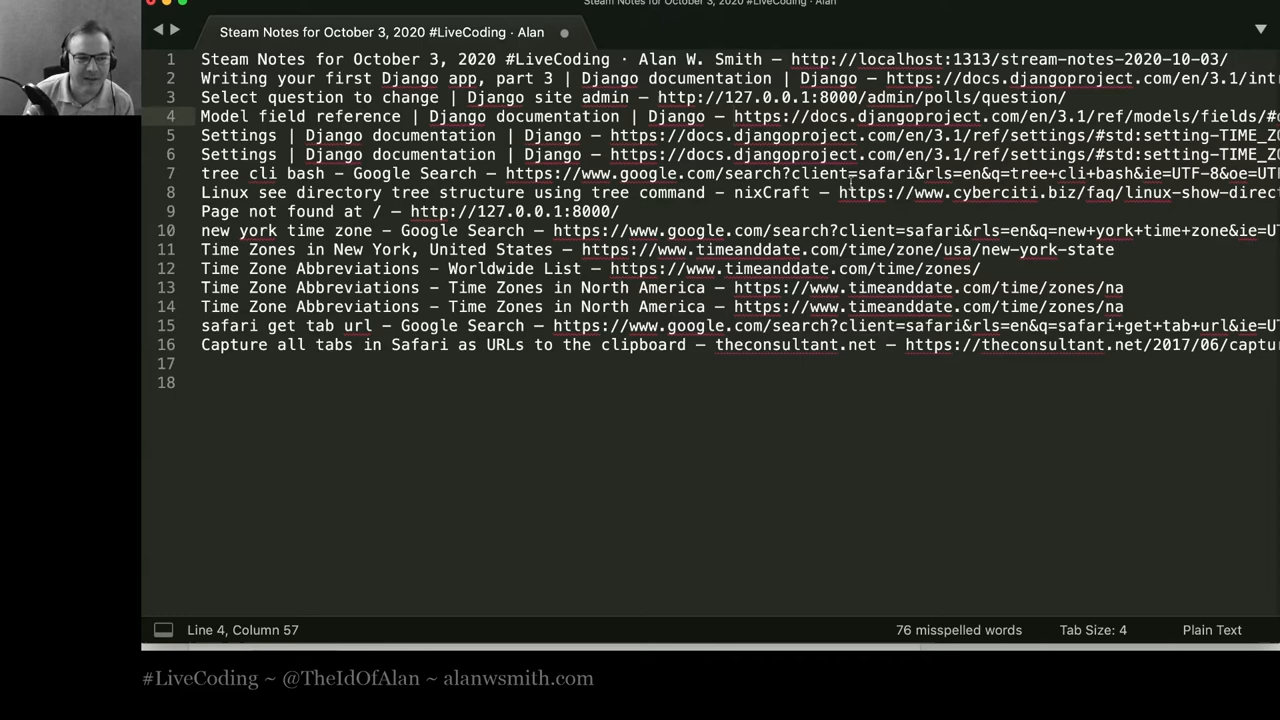 Steam Notes for October 3, 2020 #LiveCoding · Alan
Steam Notes for October 3, 2020 #LiveCoding · Alan
1 Steam Notes for October 3, 2020 #LiveCoding · Alan W. Smith — http://localhost:1313/stream-notes-2020-10-03/
2 Writing your first Django app, part 3 | Django documentation | Django — https://docs.djangoproject.com/en/3.1/intr
3 Select question to change | Django site admin — http://127.0.0.1:8000/admin/polls/question/
4 Model field reference | Django documentation | Django — https://docs.djangoproject.com/en/3.1/ref/models/fields/#d
5 Settings | Django documentation | Django — https://docs.djangoproject.com/en/3.1/ref/settings/#std:setting-TIME_ZO
6 Settings | Django documentation | Django — https://docs.djangoproject.com/en/3.1/ref/settings/#std:setting-TIME_ZO
7 tree cli bash - Google Search — https://www.google.com/search?client=safari&rls=en&q=tree+cli+bash&ie=UTF-8&oe=UT
8 Linux see directory tree structure using tree command - nixCraft — https://www.cyberciti.biz/faq/linux-show-direct
9 Page not found at / — http://127.0.0.1:8000/
10 new york time zone - Google Search — https://www.google.com/search?client=safari&rls=en&q=new+york+time+zone&ie=UT
11 Time Zones in New York, United States — https://www.timeanddate.com/time/zone/usa/new-york-state
12 Time Zone Abbreviations – Worldwide List — https://www.timeanddate.com/time/zones/
13 Time Zone Abbreviations – Time Zones in North America — https://www.timeanddate.com/time/zones/na
14 Time Zone Abbreviations – Time Zones in North America — https://www.timeanddate.com/time/zones/na
15 safari get tab url - Google Search — https://www.google.com/search?client=safari&rls=en&q=safari+get+tab+url&ie=UT
16 Capture all tabs in Safari as URLs to the clipboard – theconsultant.net — https://theconsultant.net/2017/06/captu
17
18
Line 4, Column 57 76 misspelled words Tab Size: 4 Plain Text
#LiveCoding ~ @TheIdOfAlan ~ alanwsmith.com